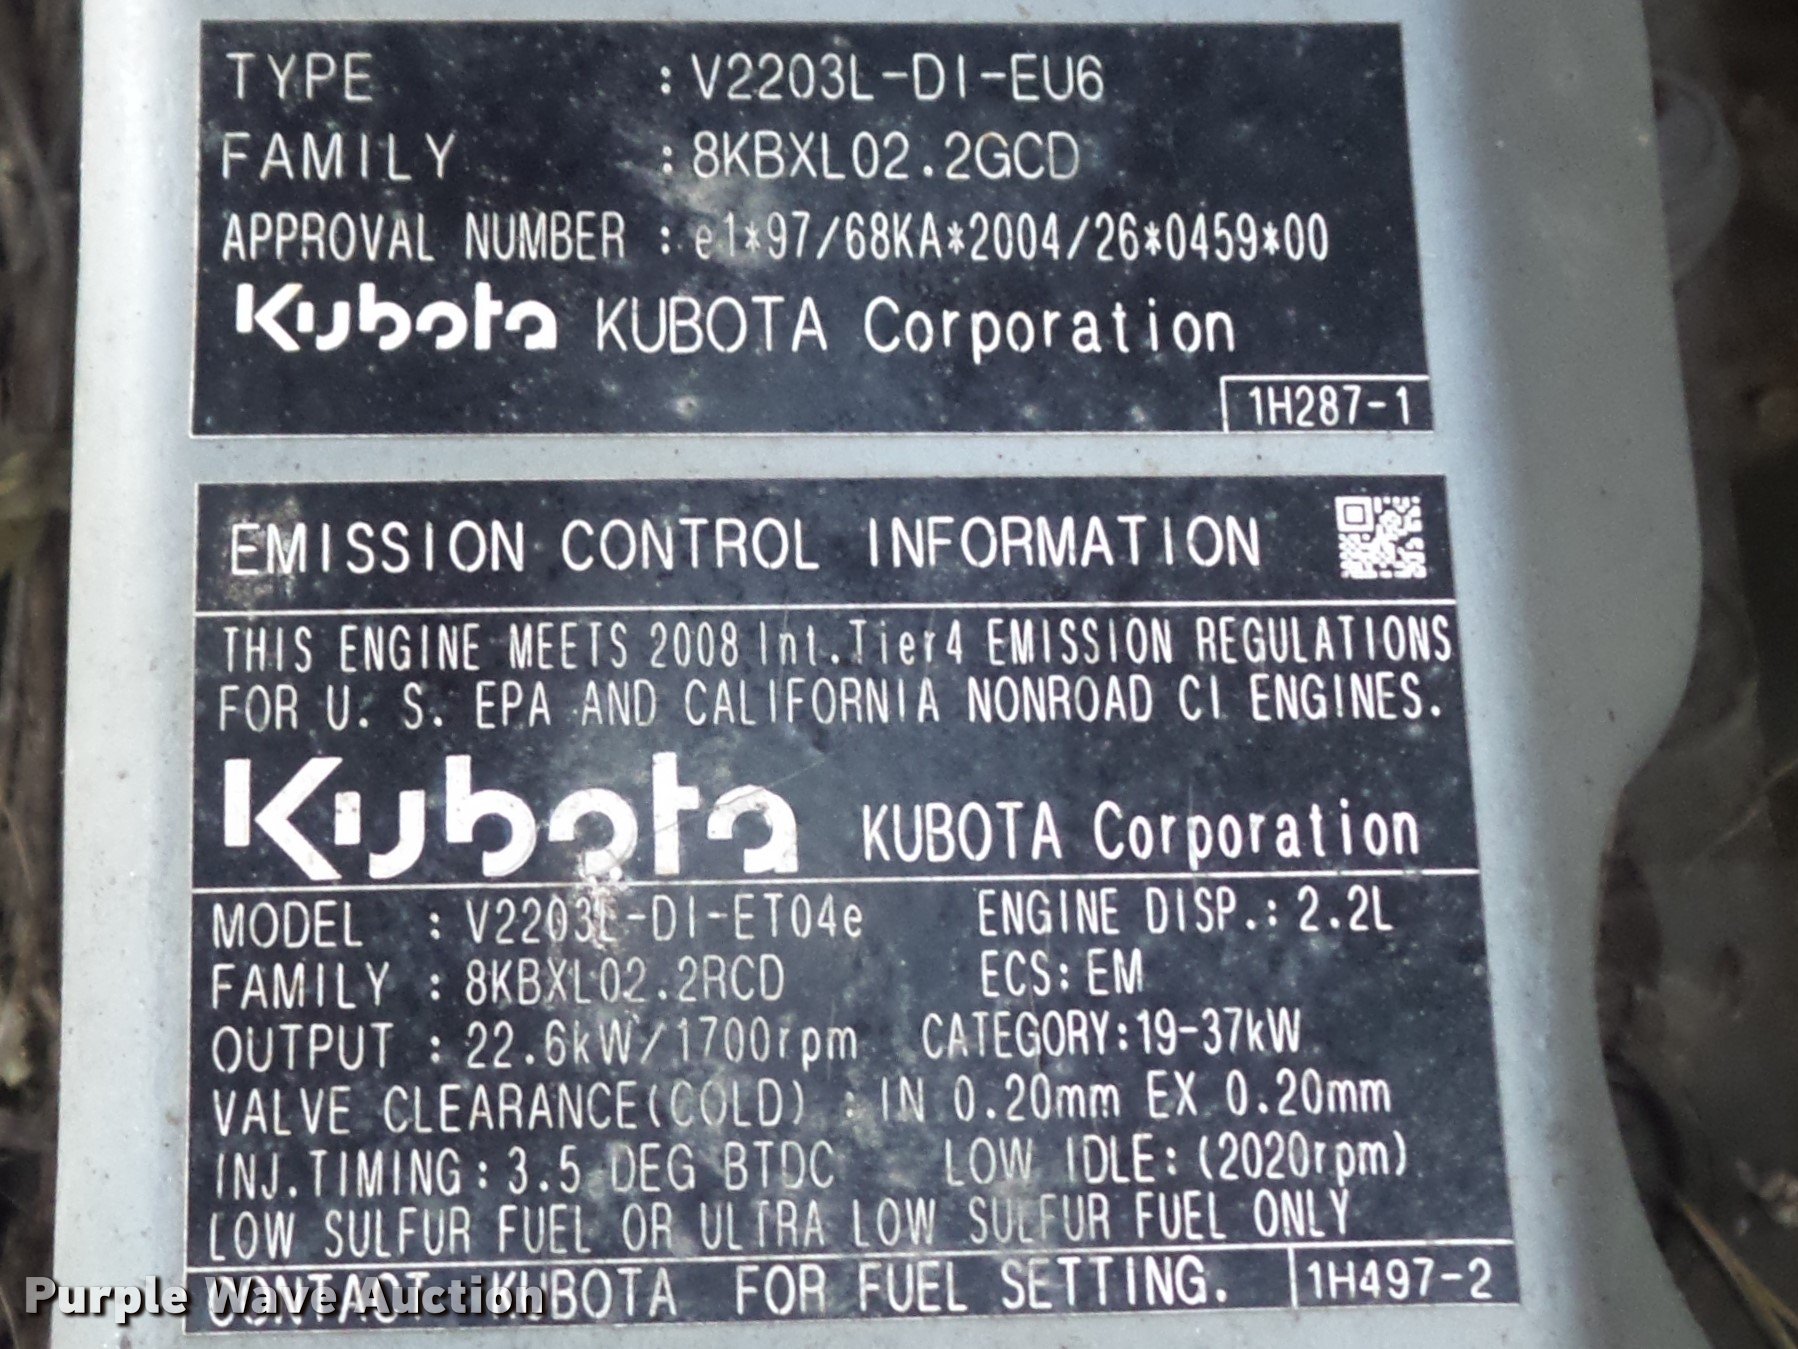 TYPE : V2203L-DI-EU6
FAMILY : 8KBXL02.2GCD
APPROVAL NUMBER : e1*97/68KA*2004/26*0459*00
Kubota KUBOTA Corporation
1H287-1
EMISSION CONTROL INFORMATION
THIS ENGINE MEETS 2008 Int.Tier4 EMISSION REGULATIONS
FOR U. S. EPA AND CALIFORNIA NONROAD CI ENGINES.
Kubota KUBOTA Corporation
MODEL : V2203L-DI-ET04e ENGINE DISP.: 2.2L
FAMILY : 8KBXL02.2RCD ECS: EM
OUTPUT : 22.6kW/1700rpm CATEGORY:19-37kW
VALVE CLEARANCE(COLD) : IN 0.20mm EX 0.20mm
INJ.TIMING: 3.5 DEG BTDC LOW IDLE: (2020rpm)
LOW SULFUR FUEL OR ULTRA LOW SULFUR FUEL ONLY
CONTACT KUBOTA FOR FUEL SETTING. 1H497-2
Purple Wave Auction